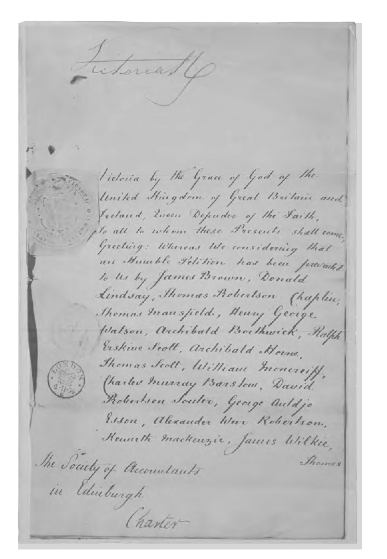 Victoria R
Victoria by the Grace of God of the
United Kingdom of Great Britain and
Ireland, Queen Defender of the Faith,
to all to whom these Presents shall come,
Greeting: Whereas We considering that
an Humble Petition has been presented
to Us by James Brown, Donald
Lindsay, Thomas Robertson Chaplin,
Thomas Mansfield, Henry George
Watson, Archibald Borthwick, Ralph
Erskine Scott, Archibald Horne,
Thomas Scott, William Moncreiff,
Charles Murray Barstow, David
Robertson Souter, George Auldjo
Esson, Alexander Weir Robertson,
Kenneth Mackenzie, James Wilkie,
Thomas
The Society of Accountants
in Edinburgh
Charter